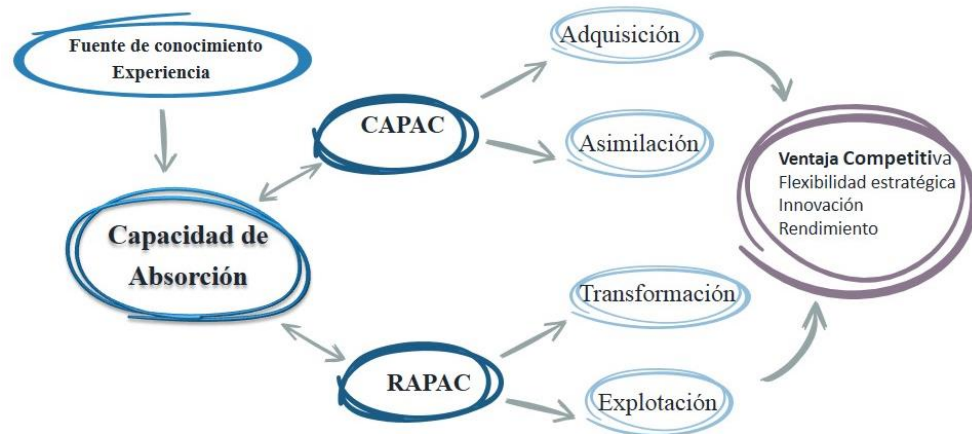 Fuente de conocimiento
Experiencia
Capacidad de
Absorción
CAPAC
RAPAC
Adquisición
Asimilación
Transformación
Explotación
Ventaja Competitiva
Flexibilidad estratégica
Innovación
Rendimiento